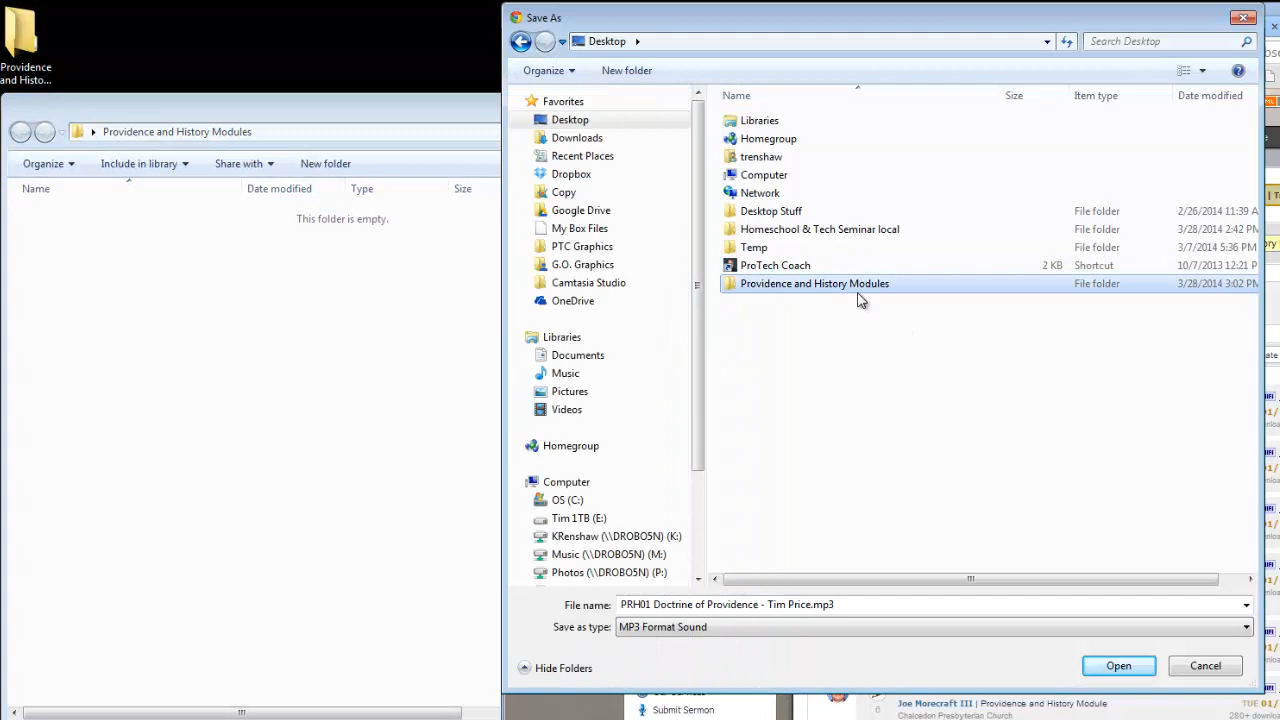 Providence
and Histo...
Providence and History Modules
Organize
Include in library
Share with
New folder
Name
Date modified
Type
Size
This folder is empty.
Save As
Desktop
Search Desktop
Organize
New folder
Favorites
Desktop
Downloads
Recent Places
Dropbox
Copy
Google Drive
My Box Files
PTC Graphics
G.O. Graphics
Camtasia Studio
OneDrive
Libraries
Documents
Music
Pictures
Videos
Homegroup
Computer
OS (C:)
Tim 1TB (E:)
KRenshaw (\\DROBO5N) (K:)
Music (\\DROBO5N) (M:)
Photos (\\DROBO5N) (P:)
Name Size Item type Date modified
Libraries
Homegroup
trenshaw
Computer
Network
Desktop Stuff File folder 2/26/2014 11:39 A
Homeschool & Tech Seminar local File folder 3/28/2014 2:42 P
Temp File folder 3/7/2014 5:36 PM
ProTech Coach 2 KB Shortcut 10/7/2013 12:21 P
Providence and History Modules File folder 3/28/2014 3:02 PM
File name: PRH01 Doctrine of Providence - Tim Price.mp3
Save as type: MP3 Format Sound
Hide Folders
Open
Cancel
Submit Sermon
Joe Morecraft III | Providence and History Module
Chalcedon Presbyterian Church
TUE 01/
280+ downloa